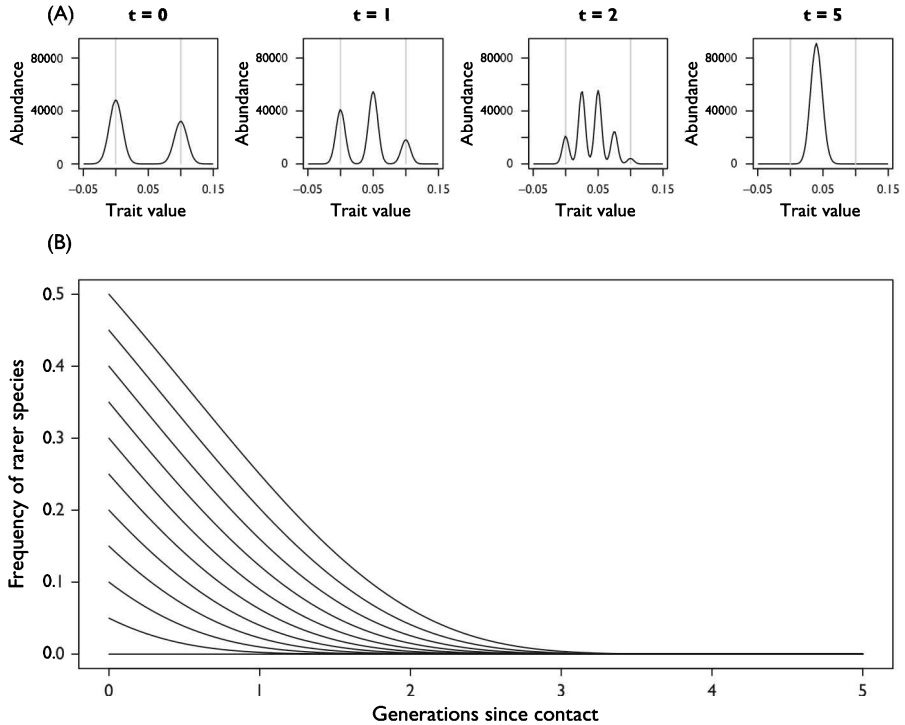 (A)
t = 0
t = 1
t = 2
t = 5
Abundance
80000
40000
0
−0.05
0.05
0.15
Trait value
Abundance
80000
40000
0
−0.05
0.05
0.15
Trait value
Abundance
80000
40000
0
−0.05
0.05
0.15
Trait value
Abundance
80000
40000
0
−0.05
0.05
0.15
Trait value
(B)
Frequency of rarer species
0.5
0.4
0.3
0.2
0.1
0.0
0 1 2 3 4 5
Generations since contact